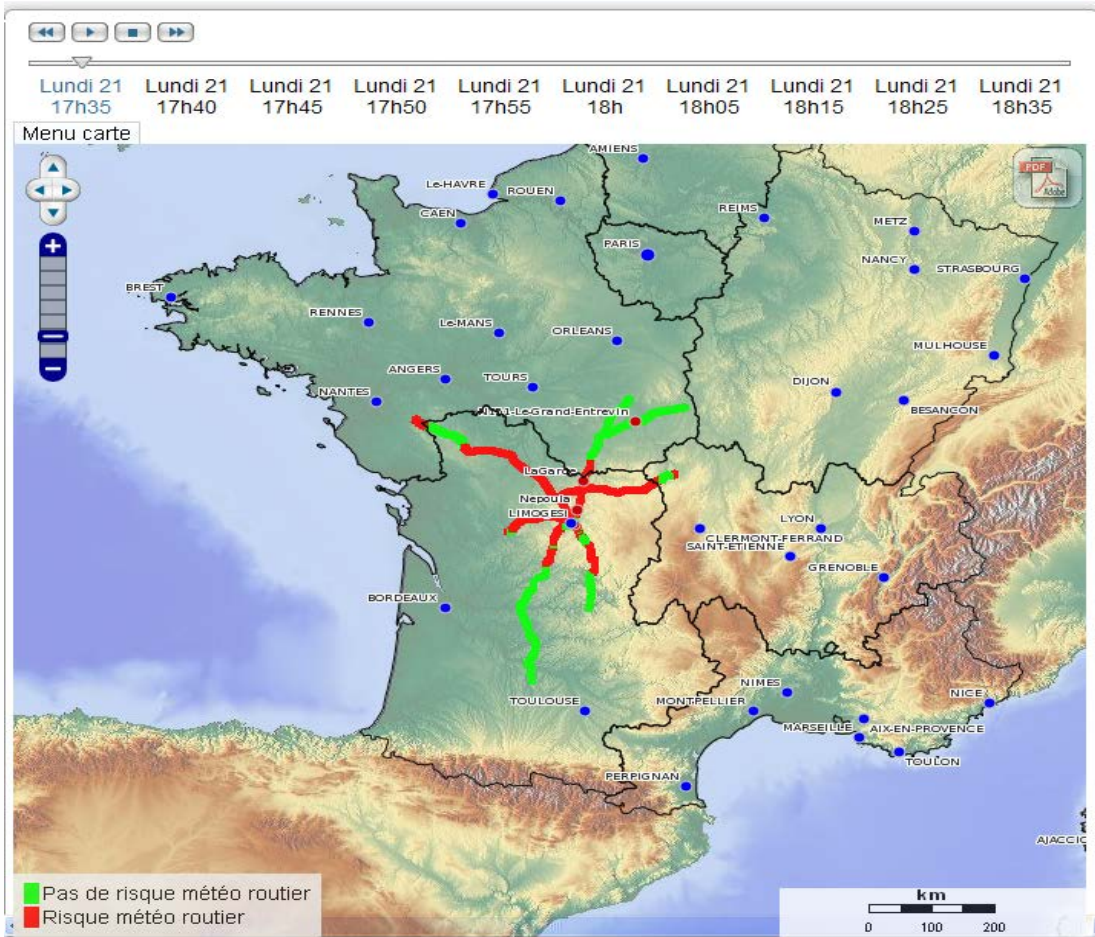 Lundi 21 Lundi 21 Lundi 21 Lundi 21 Lundi 21 Lundi 21 Lundi 21 Lundi 21 Lundi 21 Lundi 21
17h35 17h40 17h45 17h50 17h55 18h 18h05 18h15 18h25 18h35
Menu carte
PDF
Adobe
AMIENS
Le-HAVRE
ROUEN
CAEN
REIMS
METZ
PARIS
NANCY
STRASBOURG
BREST
RENNES
Le-MANS
ORLEANS
MULHOUSE
ANGERS
TOURS
DIJON
NANTES
BESANCON
LaGarde
Nepoula
LIMOGES
LYON
CLERMONT-FERRAND
SAINT-ETIENNE
GRENOBLE
BORDEAUX
NIMES
TOULOUSE
MONTPELLIER
NICE
MARSEILLE
AIX-EN-PROVENCE
TOULON
PERPIGNAN
AJACCIO
Pas de risque météo routier
Risque météo routier
km
0 100 200